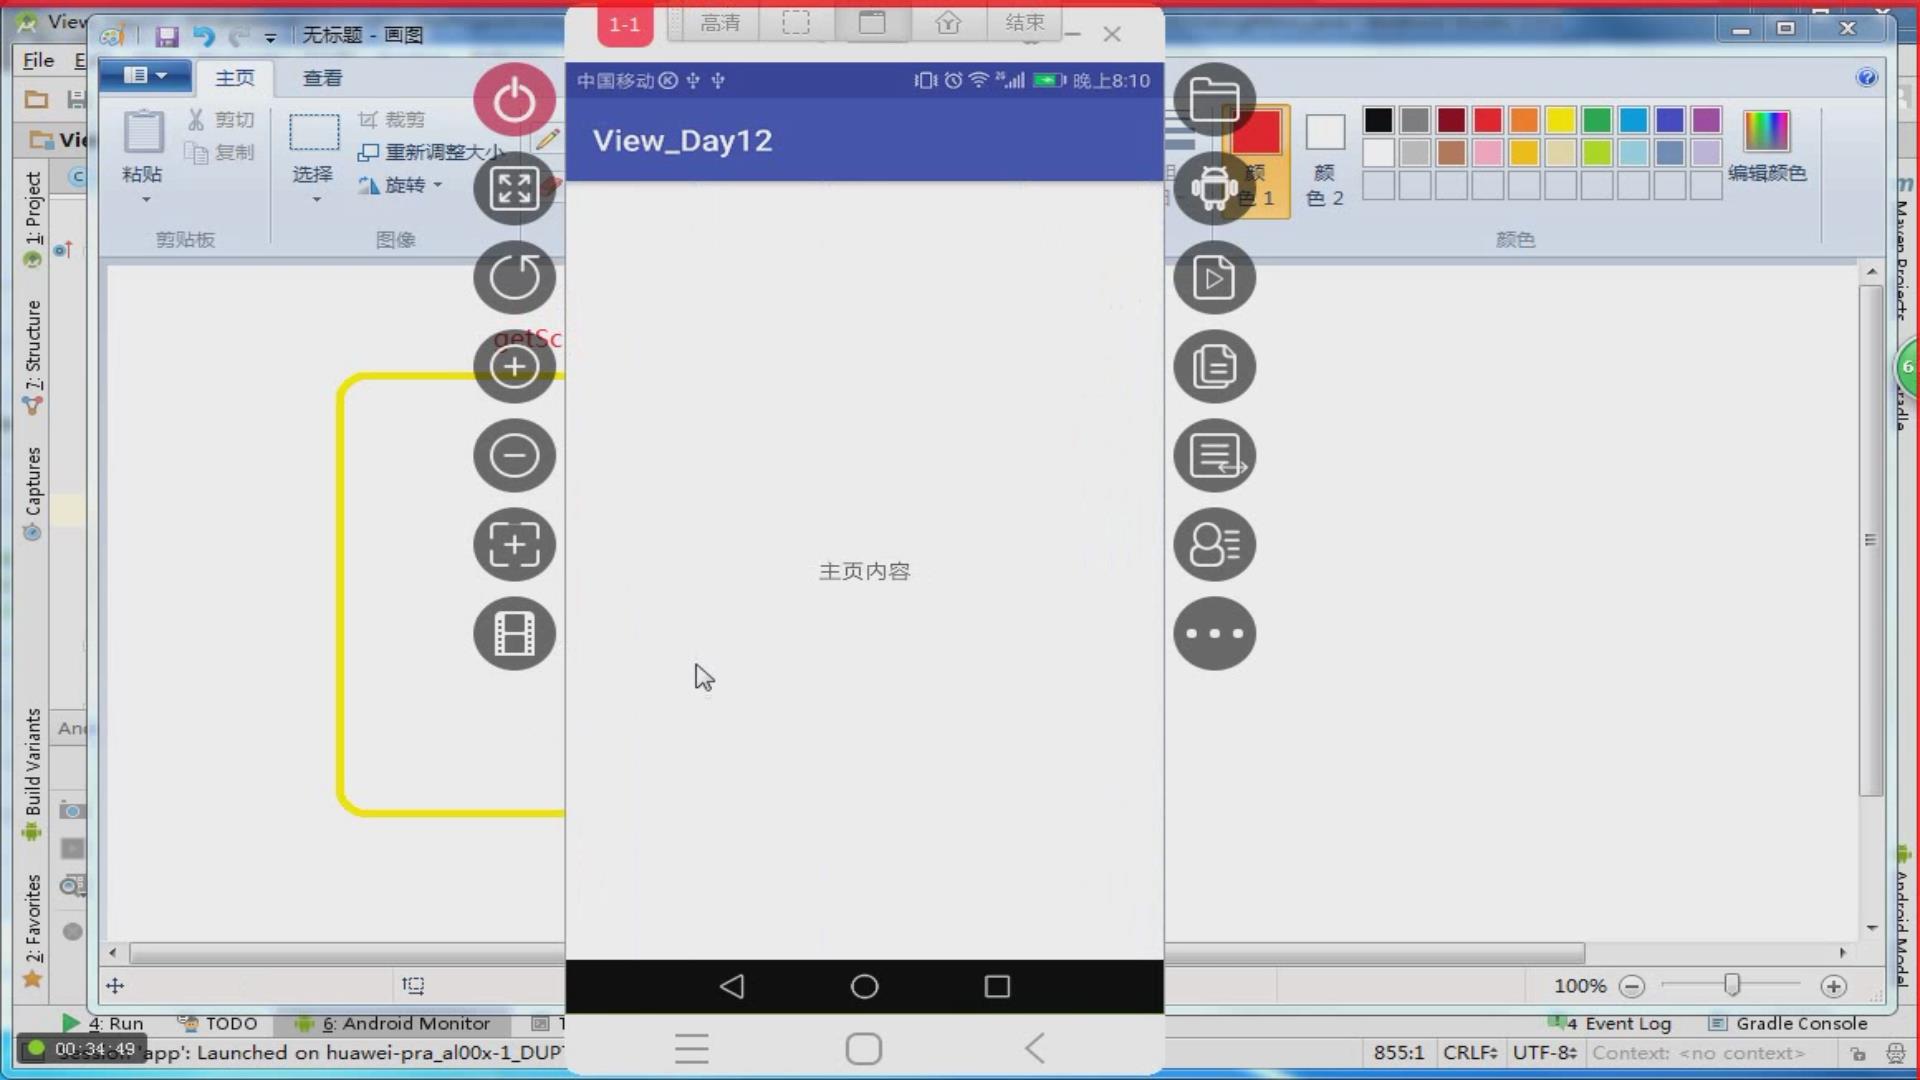 View
无标题 - 画图
1-1
高清
结束
File
主页
查看
中国移动
晚上8:10
View_Day12
剪切
复制
粘贴
剪贴板
选择
裁剪
重新调整大小
旋转
图像
颜
色 1
颜
色 2
编辑颜色
颜色
1: Project
7: Structure
Captures
Build Variants
2: Favorites
Maven Projects
Android Model
getSc
主页内容
6
100%
4: Run
TODO
6: Android Monitor
4 Event Log
Gradle Console
00:34:49
'app': Launched on huawei-pra_al00x-1_DUP
855:1
CRLF
UTF-8
Context: <no context>